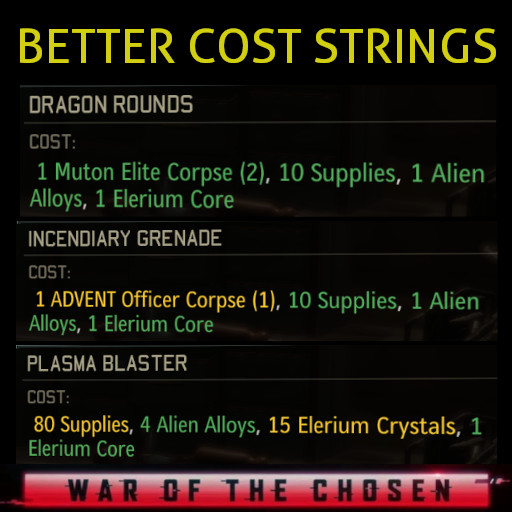 BETTER COST STRINGS
DRAGON ROUNDS
COST:
1 Muton Elite Corpse (2), 10 Supplies, 1 Alien
Alloys, 1 Elerium Core
INCENDIARY GRENADE
COST:
1 ADVENT Officer Corpse (1), 10 Supplies, 1 Alien
Alloys, 1 Elerium Core
PLASMA BLASTER
COST:
80 Supplies, 4 Alien Alloys, 15 Elerium Crystals, 1
Elerium Core
WAR OF THE CHOSEN